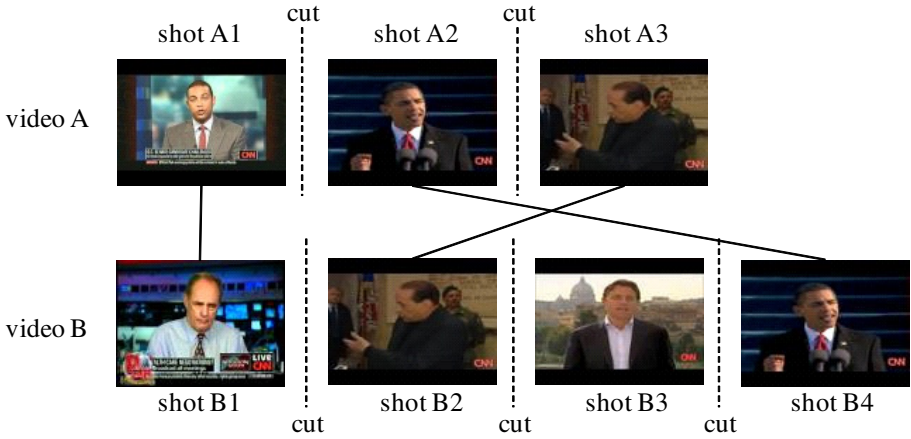 cut
cut
shot A1
shot A2
shot A3
video A
CNN
CNN
CNN
video B
LIVE
CNN
CNN
CNN
CNN
shot B1
shot B2
shot B3
shot B4
cut
cut
cut